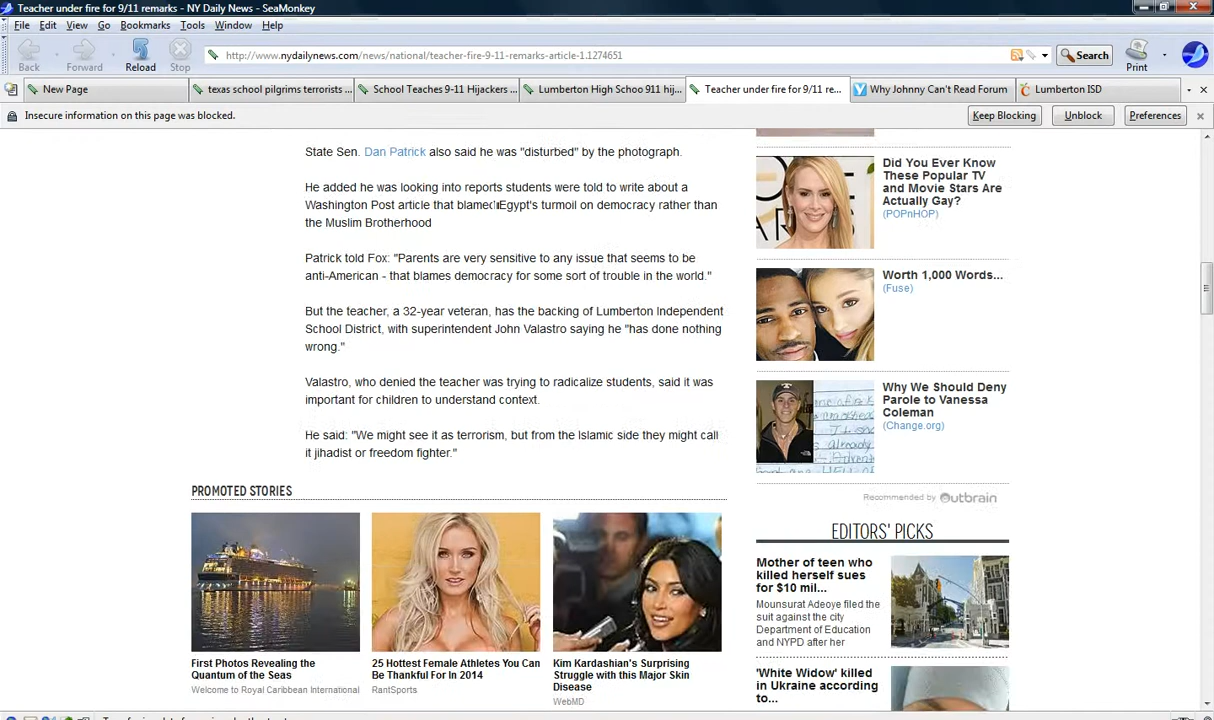 Teacher under fire for 9/11 remarks - NY Daily News - SeaMonkey
File Edit View Go Bookmarks Tools Window Help
Back Forward Reload Stop
http://www.nydailynews.com/news/national/teacher-fire-9-11-remarks-article-1.1274651
Search Print
New Page
texas school pilgrims terrorists ...
School Teaches 9-11 Hijackers ...
Lumberton High Schoo 911 hij...
Teacher under fire for 9/11 re...
Why Johnny Can't Read Forum
Lumberton ISD
Insecure information on this page was blocked.
Keep Blocking Unblock Preferences
State Sen. Dan Patrick also said he was "disturbed" by the photograph.
He added he was looking into reports students were told to write about a
Washington Post article that blamed Egypt's turmoil on democracy rather than
the Muslim Brotherhood
Patrick told Fox: "Parents are very sensitive to any issue that seems to be
anti-American - that blames democracy for some sort of trouble in the world."
But the teacher, a 32-year veteran, has the backing of Lumberton Independent
School District, with superintendent John Valastro saying he "has done nothing
wrong."
Valastro, who denied the teacher was trying to radicalize students, said it was
important for children to understand context.
He said: "We might see it as terrorism, but from the Islamic side they might call
it jihadist or freedom fighter."
PROMOTED STORIES
First Photos Revealing the
Quantum of the Seas
Welcome to Royal Caribbean International
25 Hottest Female Athletes You Can
Be Thankful For In 2014
RantSports
Kim Kardashian's Surprising
Struggle with this Major Skin
Disease
WebMD
Did You Ever Know
These Popular TV
and Movie Stars Are
Actually Gay?
(POPnHOP)
Worth 1,000 Words...
(Fuse)
Why We Should Deny
Parole to Vanessa
Coleman
(Change.org)
Recommended by Outbrain
EDITORS' PICKS
Mother of teen who
killed herself sues
for $10 mil...
Mounsurat Adeoye filed the
suit against the city
Department of Education
and NYPD after her
'White Widow' killed
in Ukraine according
to...